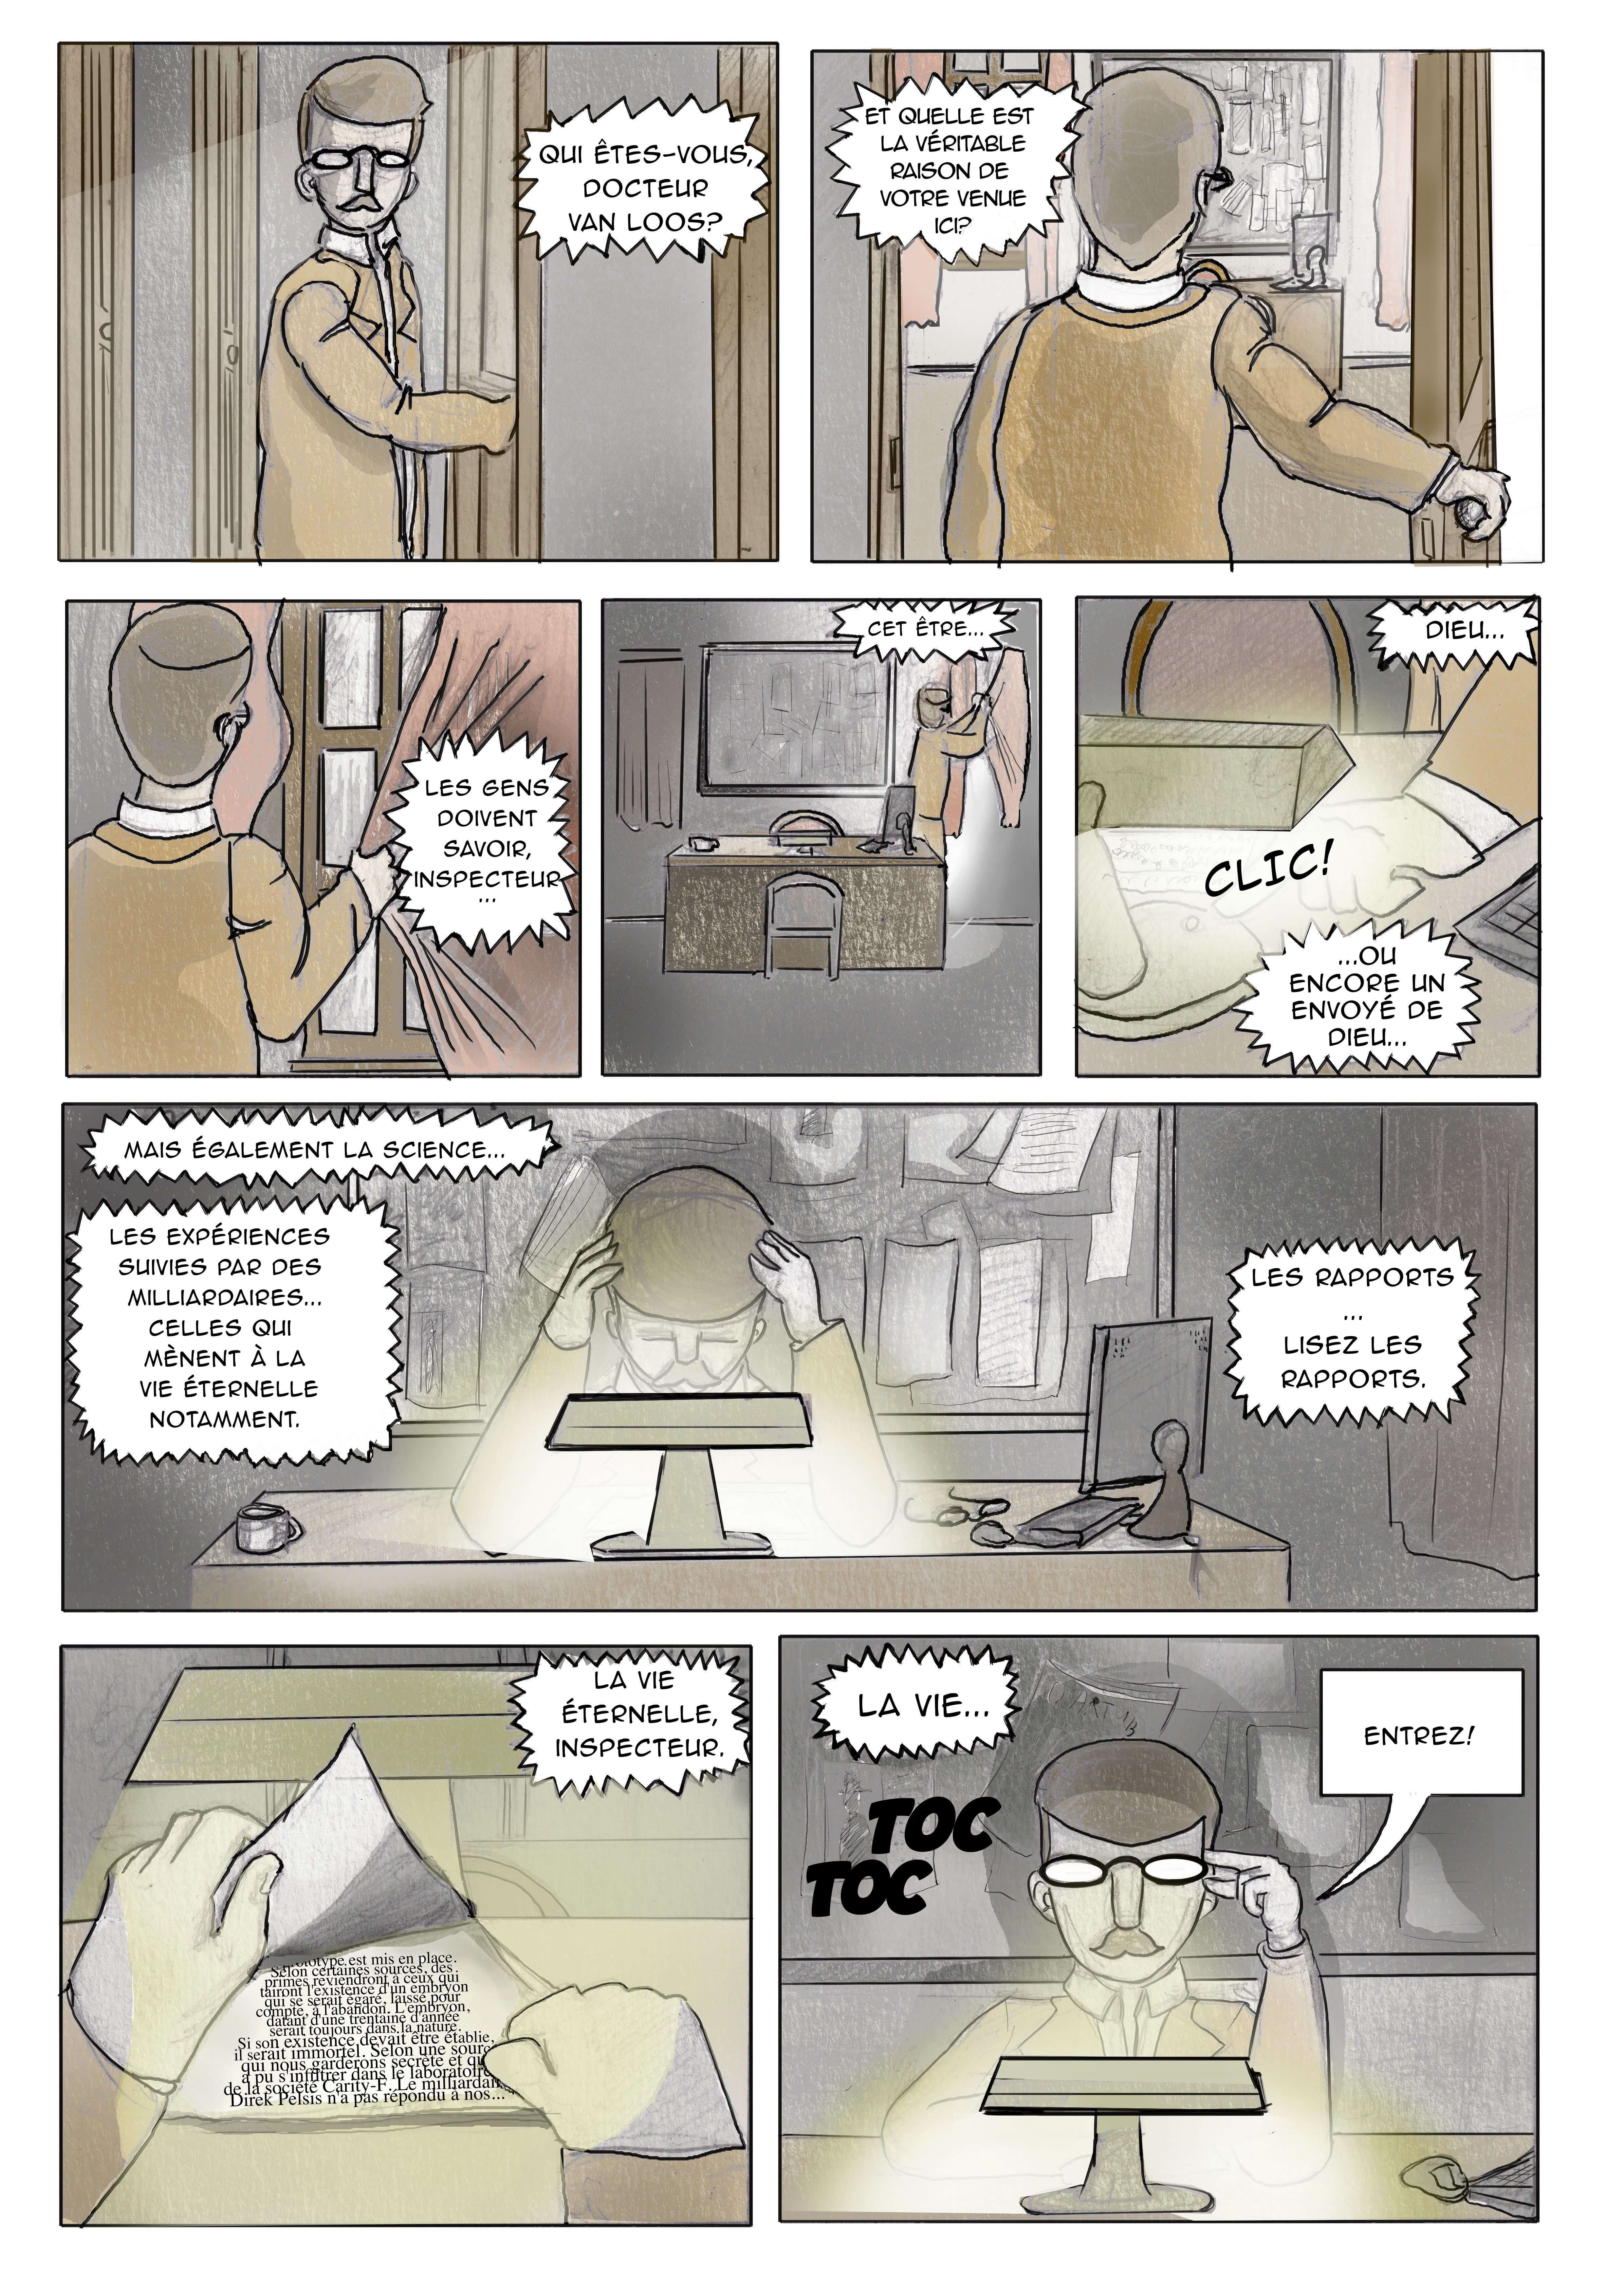 QUI ÊTES-VOUS,
DOCTEUR
VAN LOOS?
ET QUELLE EST
LA VÉRITABLE
RAISON DE
VOTRE VENUE
ICI?
LES GENS
DOIVENT
SAVOIR,
INSPECTEUR
...
CET ÊTRE...
DIEU...
CLIC!
...OU
ENCORE UN
ENVOYÉ DE
DIEU...
MAIS ÉGALEMENT LA SCIENCE...
LES EXPÉRIENCES
SUIVIES PAR DES
MILLIARDAIRES...
CELLES QUI
MÈNENT À LA
VIE ÉTERNELLE
NOTAMMENT.
LES RAPPORTS
...
LISEZ LES
RAPPORTS.
LA VIE
ÉTERNELLE,
INSPECTEUR.
est mis en place.
Selon certaines sources, des
primes reviendront à ceux qui
tairont l'existence d'un embryon
qui se serait égaré, laissé pour
compte, à l'abandon. L'embryon,
datant d'une trentaine d'année
serait toujours dans la nature.
Si son existence devait être établie,
il serait immortel. Selon une
qui nous garderons secrète et
a pu s'infiltrer dans le
de la société Carity-F. Le
Direk Pelsis n'a pas répondu à nos...
LA VIE...
TOC
TOC
ENTREZ!